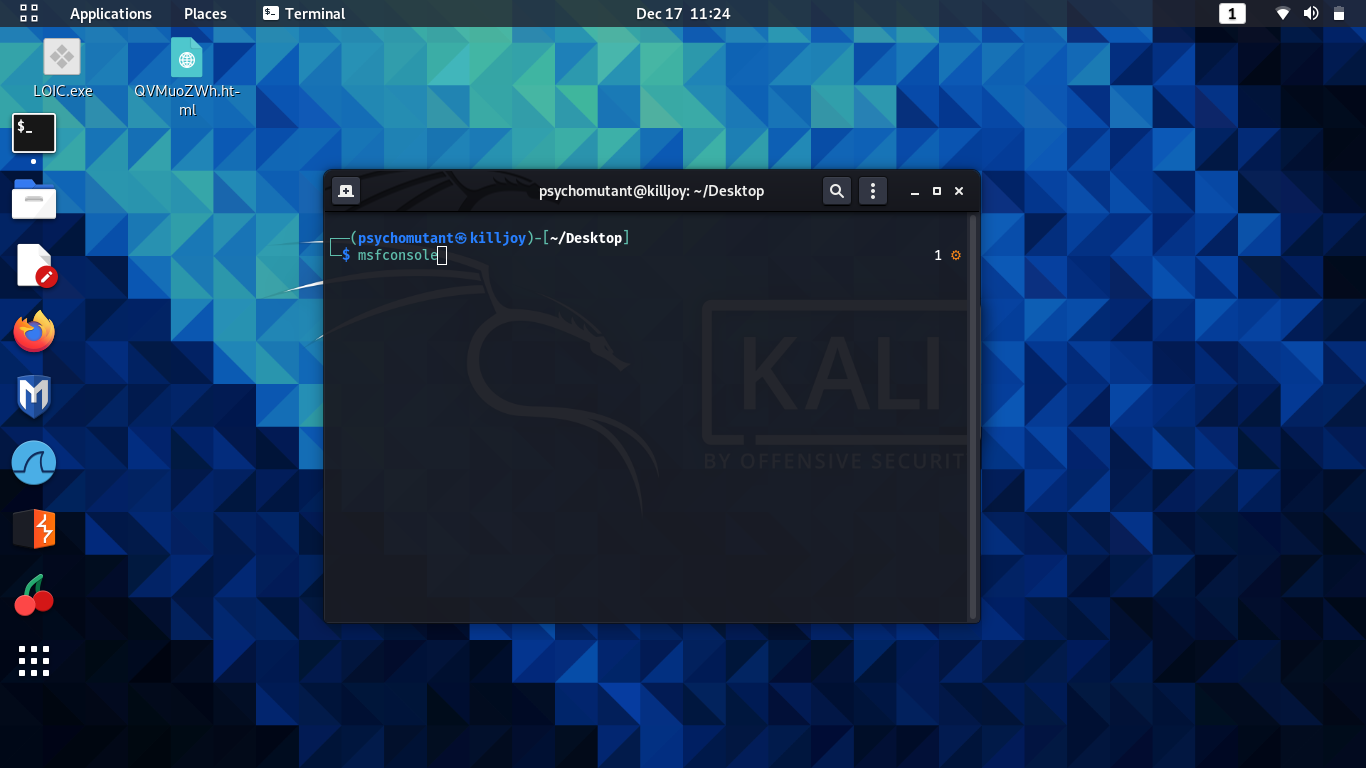 Applications Places Terminal Dec 17 11:24 1
LOIC.exe
QVMuoZWh.ht-
ml
$_
psychomutant@killjoy: ~/Desktop
┌──(psychomutant㉿killjoy)-[~/Desktop]
└─$ msfconsole 1 ⚙
KALI
BY OFFENSIVE SECURIT